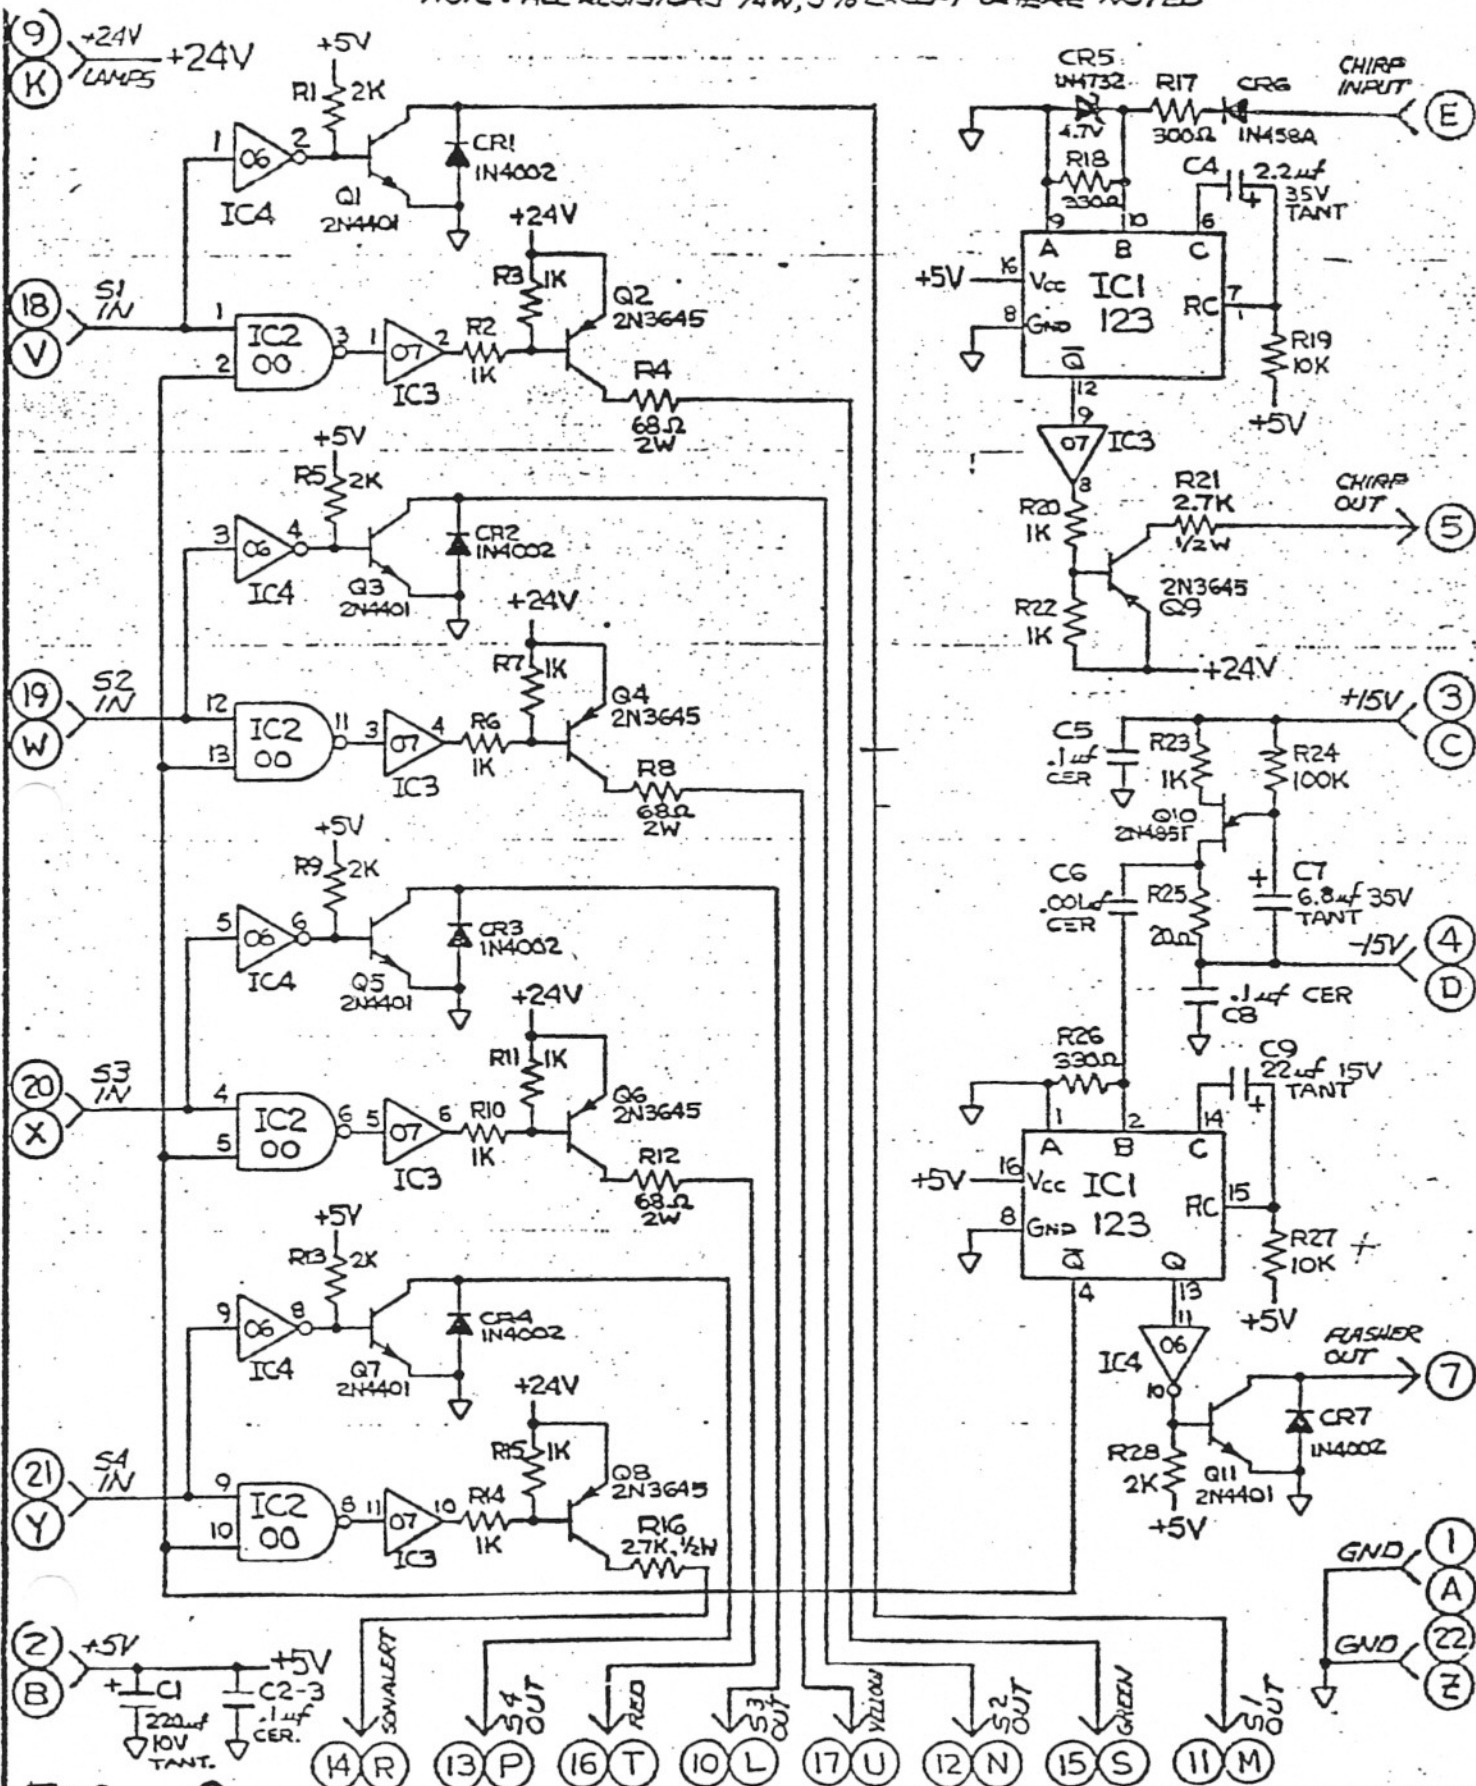 NOTE: ALL RESISTORS 1/4W, 5% EXCEPT WHERE NOTED
9
K
+24V
LAMPS
+24V
+5V
R1
2K
1
06
2
IC4
Q1
2N4401
CR1
1N4002
18
V
S1
IN
1
2
IC2
00
3
1
07
2
IC3
R2
1K
+24V
R3
1K
Q2
2N3645
R4
68Ω
2W
+5V
R5
2K
3
06
4
IC4
Q3
2N4401
CR2
1N4002
19
W
S2
IN
12
13
IC2
00
11
3
07
4
IC3
R6
1K
+24V
R7
1K
Q4
2N3645
R8
68Ω
2W
+5V
R9
2K
5
06
6
IC4
Q5
2N4401
CR3
1N4002
20
X
S3
IN
4
5
IC2
00
6
5
07
6
IC3
R10
1K
+24V
R11
1K
Q6
2N3645
R12
68Ω
2W
+5V
R13
2K
9
06
8
IC4
Q7
2N4401
CR4
1N4002
21
Y
S4
IN
9
10
IC2
00
8
11
07
10
IC3
R14
1K
+24V
R15
1K
Q8
2N3645
R16
2.7K, 1/2W
2
B
+5V
+5V
+
C1
220µf
10V
TANT.
C2-3
.1µf
CER.
CR5
1N4732
4.7V
R17
300Ω
CR6
1N458A
CHIRP
INPUT
E
R18
330Ω
C4
2.2µf
35V
TANT
+
9
10
6
A
B
C
+5V
16
Vcc
IC1
123
RC
7
1
8
GND
Q̅
12
R19
10K
+5V
9
07
IC3
8
R20
1K
R21
2.7K
1/2W
CHIRP
OUT
5
2N3645
Q9
R22
1K
+24V
+15V
3
C
C5
.1µf
CER
R23
1K
R24
100K
Q10
C6
.001µf
CER
R25
20Ω
+
C7
6.8µf 35V
TANT
-15V
4
D
.1µf CER
C8
R26
330Ω
C9
22µf 15V
TANT
+
1
2
14
A
B
C
+5V
16
Vcc
IC1
123
RC
15
8
GND
Q̅
Q
4
13
R27
10K
+5V
11
06
IC4
10
FLASHER
OUT
7
CR7
1N4002
R28
2K
+5V
Q11
2N4401
GND
1
A
GND
22
Z
SONALERT
S4
OUT
RED
S3
OUT
YELLOW
S2
OUT
GREEN
S1
OUT
14
R
13
P
16
T
10
L
17
U
12
N
15
S
11
M